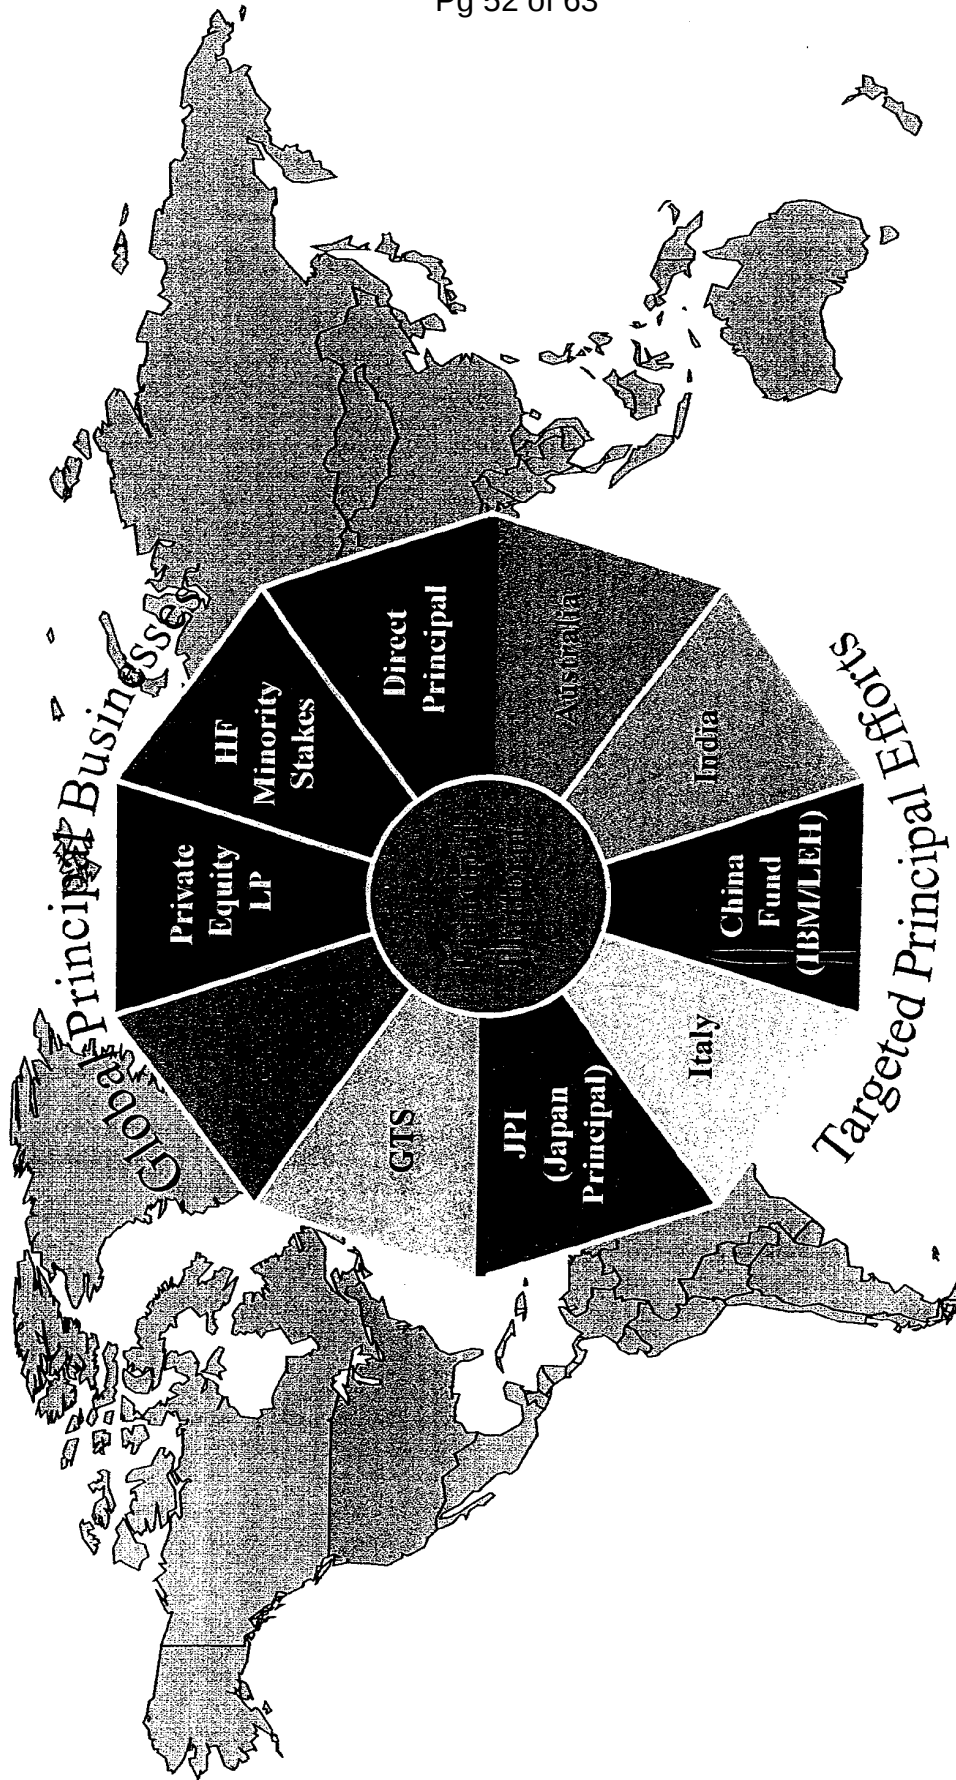 Pg 52 of 63
Global Principal Businesses
Private
Equity
LP
HF
Minority
Stakes
Direct
Principal
Australia
India
China
Fund
(IBM/LEH)
Italy
JPI
(Japan
Principal)
GTS
Targeted Principal Efforts